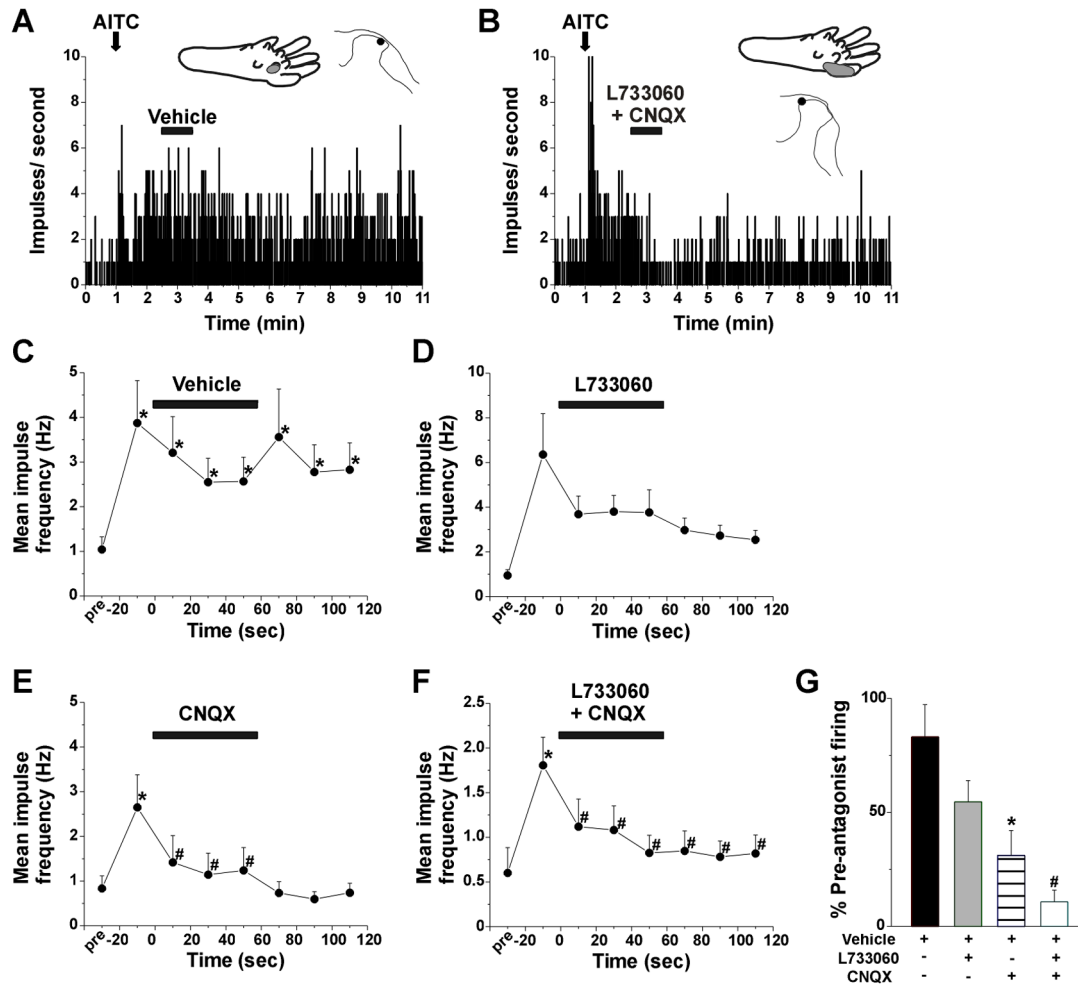 A
AITC
10
8
6
4
2
0
Impulses/ second
Vehicle
0 1 2 3 4 5 6 7 8 9 10 11
Time (min)
B
AITC
10
8
6
4
2
0
Impulses/ second
L733060
+ CNQX
0 1 2 3 4 5 6 7 8 9 10 11
Time (min)
C
Vehicle
5
4
3
2
1
0
Mean impulse
frequency (Hz)
* * * * * * *
pre -20 0 20 40 60 80 100 120
Time (sec)
D
L733060
10
8
6
4
2
0
Mean impulse
frequency (Hz)
pre -20 0 20 40 60 80 100 120
Time (sec)
E
CNQX
5
4
3
2
1
0
Mean impulse
frequency (Hz)
* # # #
pre -20 0 20 40 60 80 100 120
Time (sec)
F
L733060
+ CNQX
2.5
2.0
1.5
1.0
0.5
0
Mean impulse
frequency (Hz)
* # # # # # #
pre -20 0 20 40 60 80 100 120
Time (sec)
G
100
50
0
% Pre-antagonist firing
* #
Vehicle + + + +
L733060 - + - +
CNQX - - + +